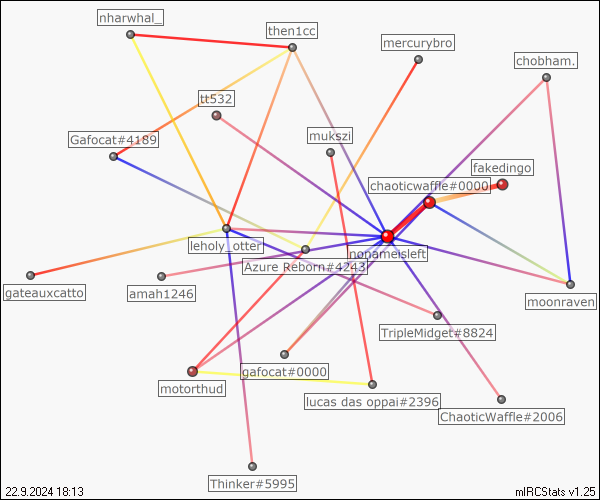 nharwhal_
then1cc
mercurybro
chobham.
tt532
Gafocat#4189
mukszi
fakedingo
chaoticwaffle#0000
leholy_otter
nonameisleft
Azure Reborn#4243
gateauxcatto
amah1246
moonraven
TripleMidget#8824
gafocat#0000
motorthud
lucas das oppai#2396
ChaoticWaffle#2006
Thinker#5995
22.9.2024 18:13
mIRCStats v1.25